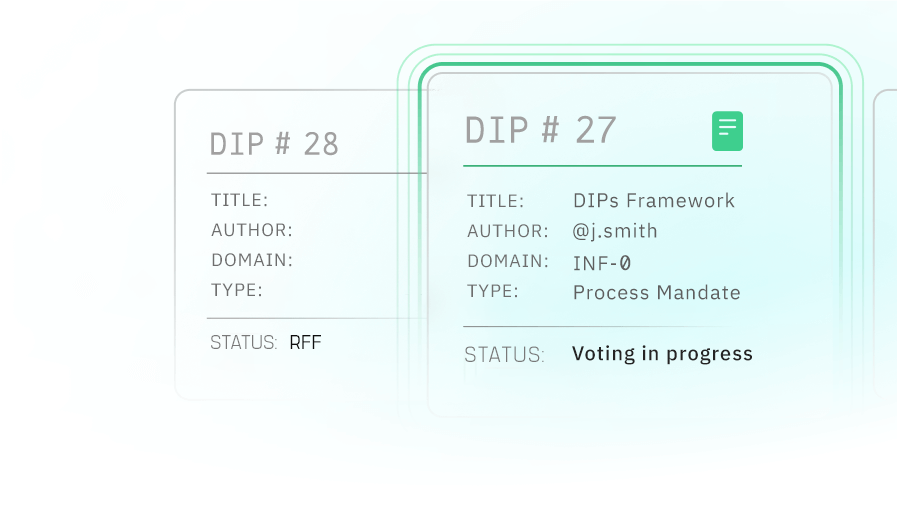 DIP # 28
TITLE:
AUTHOR:
DOMAIN:
TYPE:
STATUS: RFF
DIP # 27
TITLE: DIPs Framework
AUTHOR: @j.smith
DOMAIN: INF-0
TYPE: Process Mandate
STATUS: Voting in progress